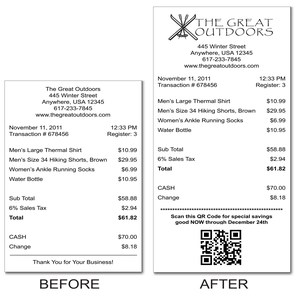 The Great Outdoors
445 Winter Street
Anywhere, USA 12345
617-233-7845
www.thegreatoutdoors.com
November 11, 2011 12:33 PM
Transaction # 678456 Register: 3
Men's Large Thermal Shirt $10.99
Men's Size 34 Hiking Shorts, Brown $29.95
Women's Ankle Running Socks $6.99
Water Bottle $10.95
Sub Total $58.88
6% Sales Tax $2.94
Total $61.82
CASH $70.00
Change $8.18
Thank You for Your Business!
BEFORE
THE GREAT
OUTDOORS
445 Winter Street
Anywhere, USA 12345
617-233-7845
www.thegreatoutdoors.com
November 11, 2011 12:33 PM
Transaction # 678456 Register: 3
Men's Large Thermal Shirt $10.99
Men's Size 34 Hiking Shorts, Brown $29.95
Women's Ankle Running Socks $6.99
Water Bottle $10.95
Sub Total $58.88
6% Sales Tax $2.94
Total $61.82
CASH $70.00
Change $8.18
Scan this QR Code for special savings
good NOW through December 24th
AFTER